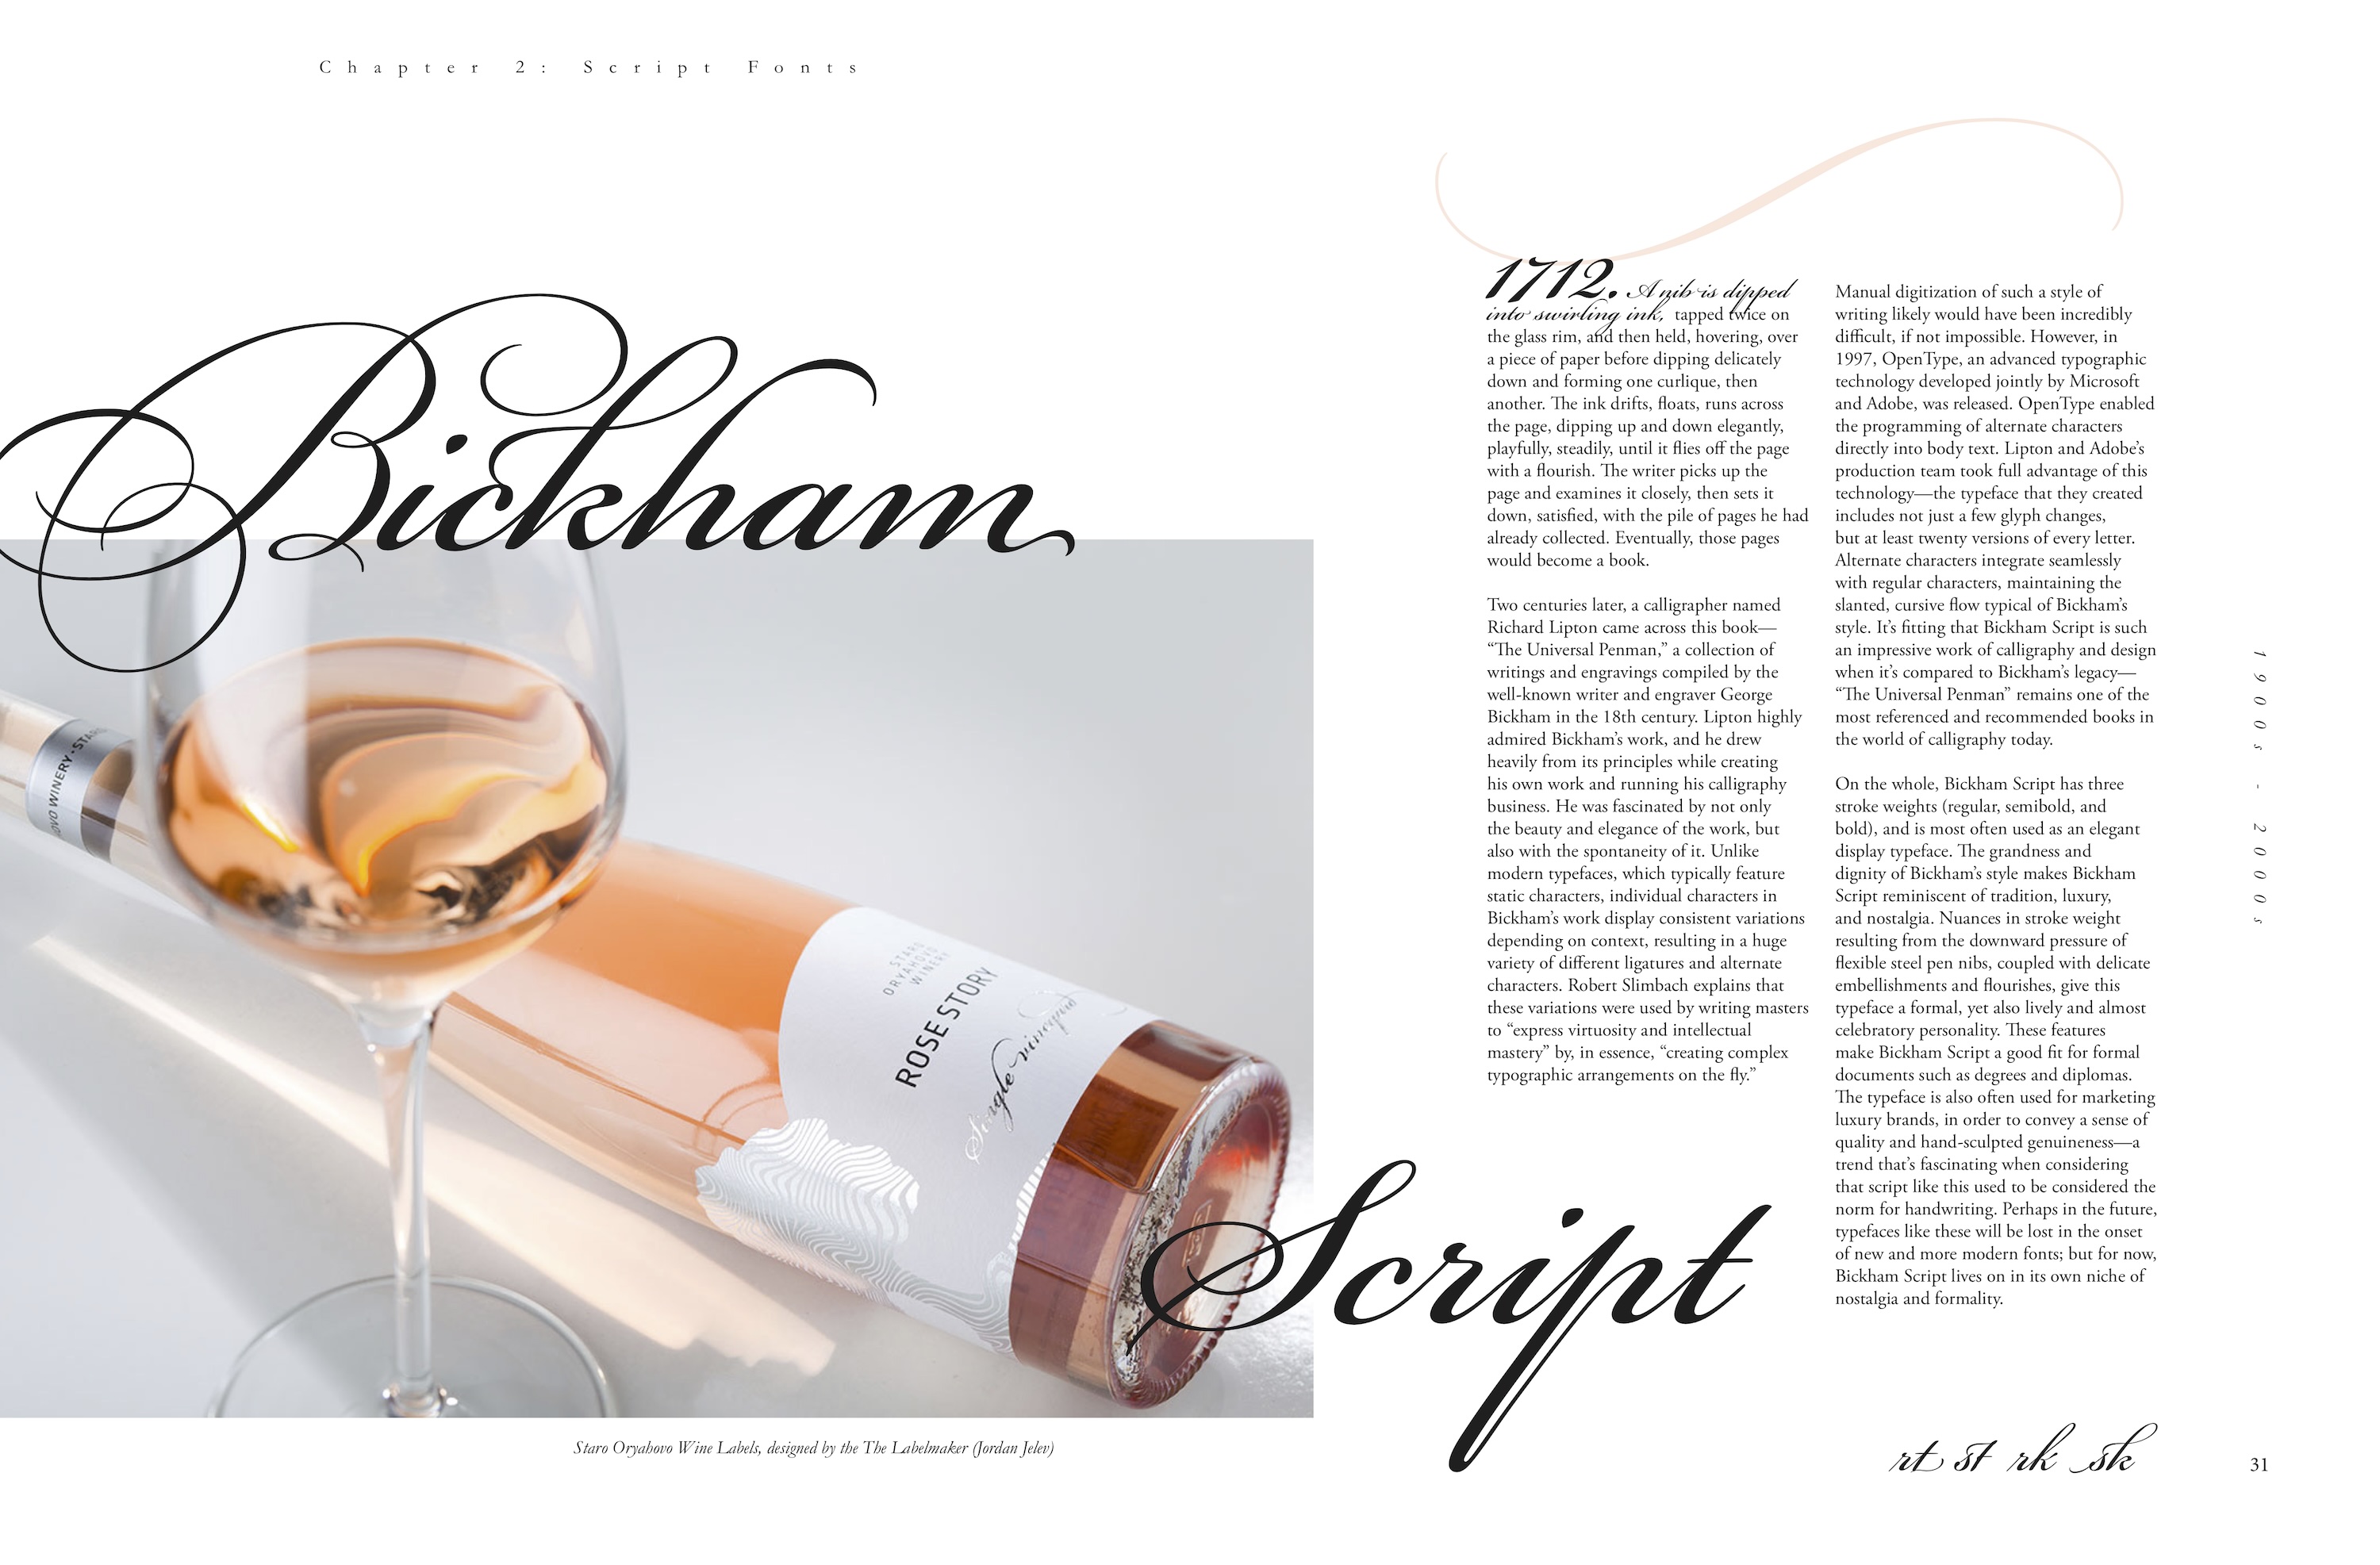 Chapter 2: Script Fonts
Bickham
WINERY • STAR
STARO
ORYAHOVO
WINERY
ROSE STORY
Single vineyard
Script
Staro Oryahovo Wine Labels, designed by the The Labelmaker (Jordan Jelev)
1712. A nib is dipped
into swirling ink, tapped twice on
the glass rim, and then held, hovering, over
a piece of paper before dipping delicately
down and forming one curlique, then
another. The ink drifts, floats, runs across
the page, dipping up and down elegantly,
playfully, steadily, until it flies off the page
with a flourish. The writer picks up the
page and examines it closely, then sets it
down, satisfied, with the pile of pages he had
already collected. Eventually, those pages
would become a book.
Two centuries later, a calligrapher named
Richard Lipton came across this book—
“The Universal Penman,” a collection of
writings and engravings compiled by the
well-known writer and engraver George
Bickham in the 18th century. Lipton highly
admired Bickham’s work, and he drew
heavily from its principles while creating
his own work and running his calligraphy
business. He was fascinated by not only
the beauty and elegance of the work, but
also with the spontaneity of it. Unlike
modern typefaces, which typically feature
static characters, individual characters in
Bickham’s work display consistent variations
depending on context, resulting in a huge
variety of different ligatures and alternate
characters. Robert Slimbach explains that
these variations were used by writing masters
to “express virtuosity and intellectual
mastery” by, in essence, “creating complex
typographic arrangements on the fly.”
Manual digitization of such a style of
writing likely would have been incredibly
difficult, if not impossible. However, in
1997, OpenType, an advanced typographic
technology developed jointly by Microsoft
and Adobe, was released. OpenType enabled
the programming of alternate characters
directly into body text. Lipton and Adobe’s
production team took full advantage of this
technology—the typeface that they created
includes not just a few glyph changes,
but at least twenty versions of every letter.
Alternate characters integrate seamlessly
with regular characters, maintaining the
slanted, cursive flow typical of Bickham’s
style. It’s fitting that Bickham Script is such
an impressive work of calligraphy and design
when it’s compared to Bickham’s legacy—
“The Universal Penman” remains one of the
most referenced and recommended books in
the world of calligraphy today.
On the whole, Bickham Script has three
stroke weights (regular, semibold, and
bold), and is most often used as an elegant
display typeface. The grandness and
dignity of Bickham’s style makes Bickham
Script reminiscent of tradition, luxury,
and nostalgia. Nuances in stroke weight
resulting from the downward pressure of
flexible steel pen nibs, coupled with delicate
embellishments and flourishes, give this
typeface a formal, yet also lively and almost
celebratory personality. These features
make Bickham Script a good fit for formal
documents such as degrees and diplomas.
The typeface is also often used for marketing
luxury brands, in order to convey a sense of
quality and hand-sculpted genuineness—a
trend that’s fascinating when considering
that script like this used to be considered the
norm for handwriting. Perhaps in the future,
typefaces like these will be lost in the onset
of new and more modern fonts; but for now,
Bickham Script lives on in its own niche of
nostalgia and formality.
1900s - 2000s
rt st rk sk
31